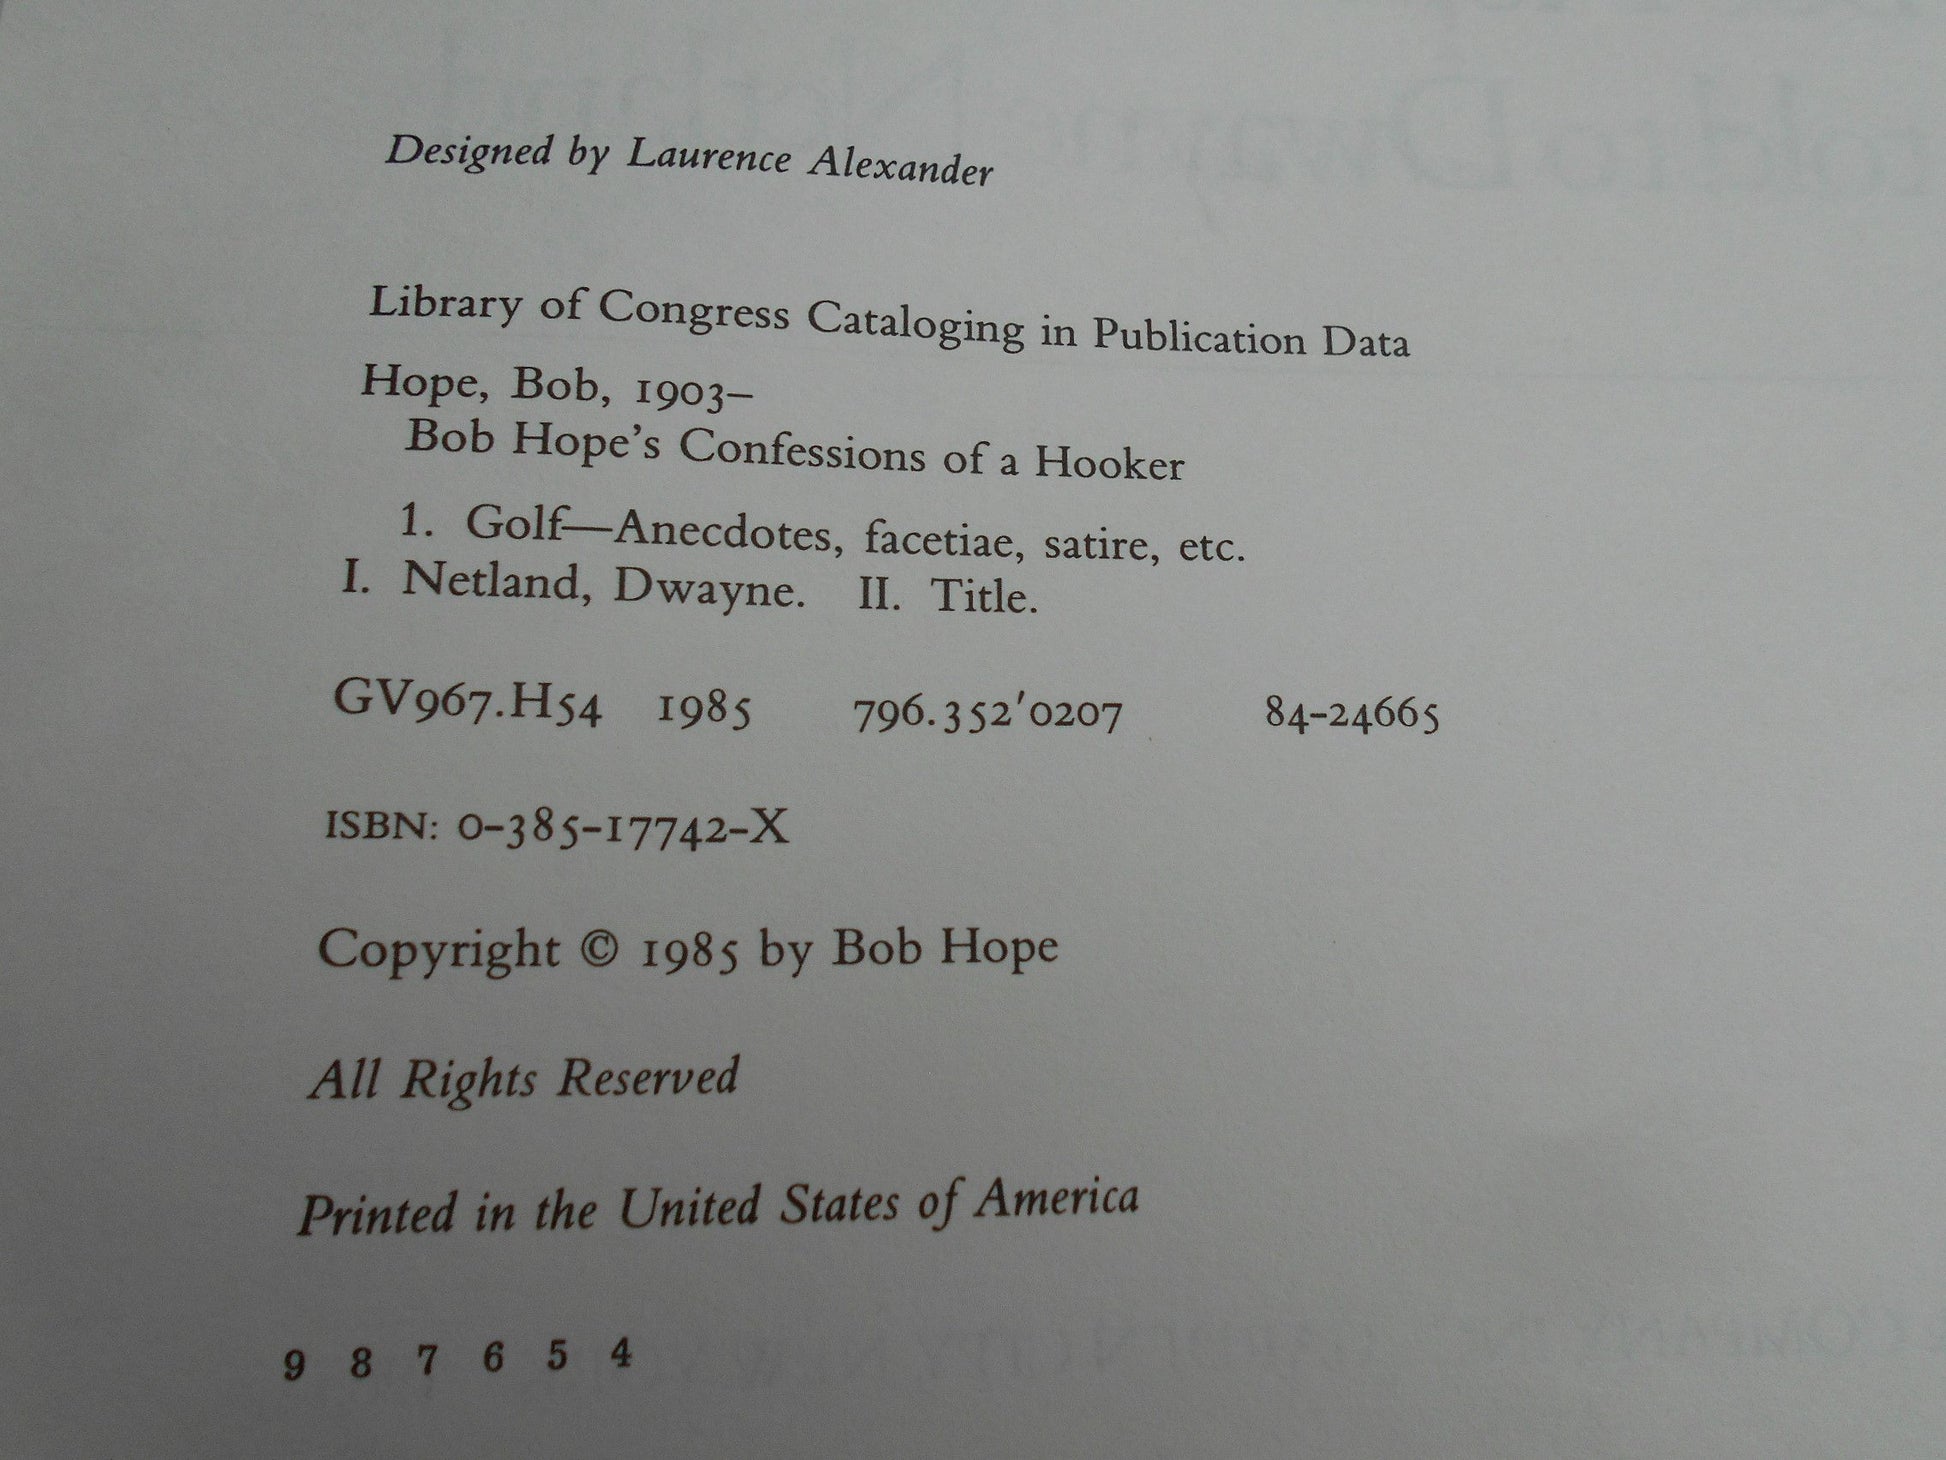 Designed by Laurence Alexander
Library of Congress Cataloging in Publication Data
Hope, Bob, 1903–
Bob Hope's Confessions of a Hooker
1. Golf—Anecdotes, facetiae, satire, etc.
I. Netland, Dwayne. II. Title.
GV967.H54 1985 796.352'0207 84-24665
ISBN: 0-385-17742-X
Copyright © 1985 by Bob Hope
All Rights Reserved
Printed in the United States of America
9 8 7 6 5 4